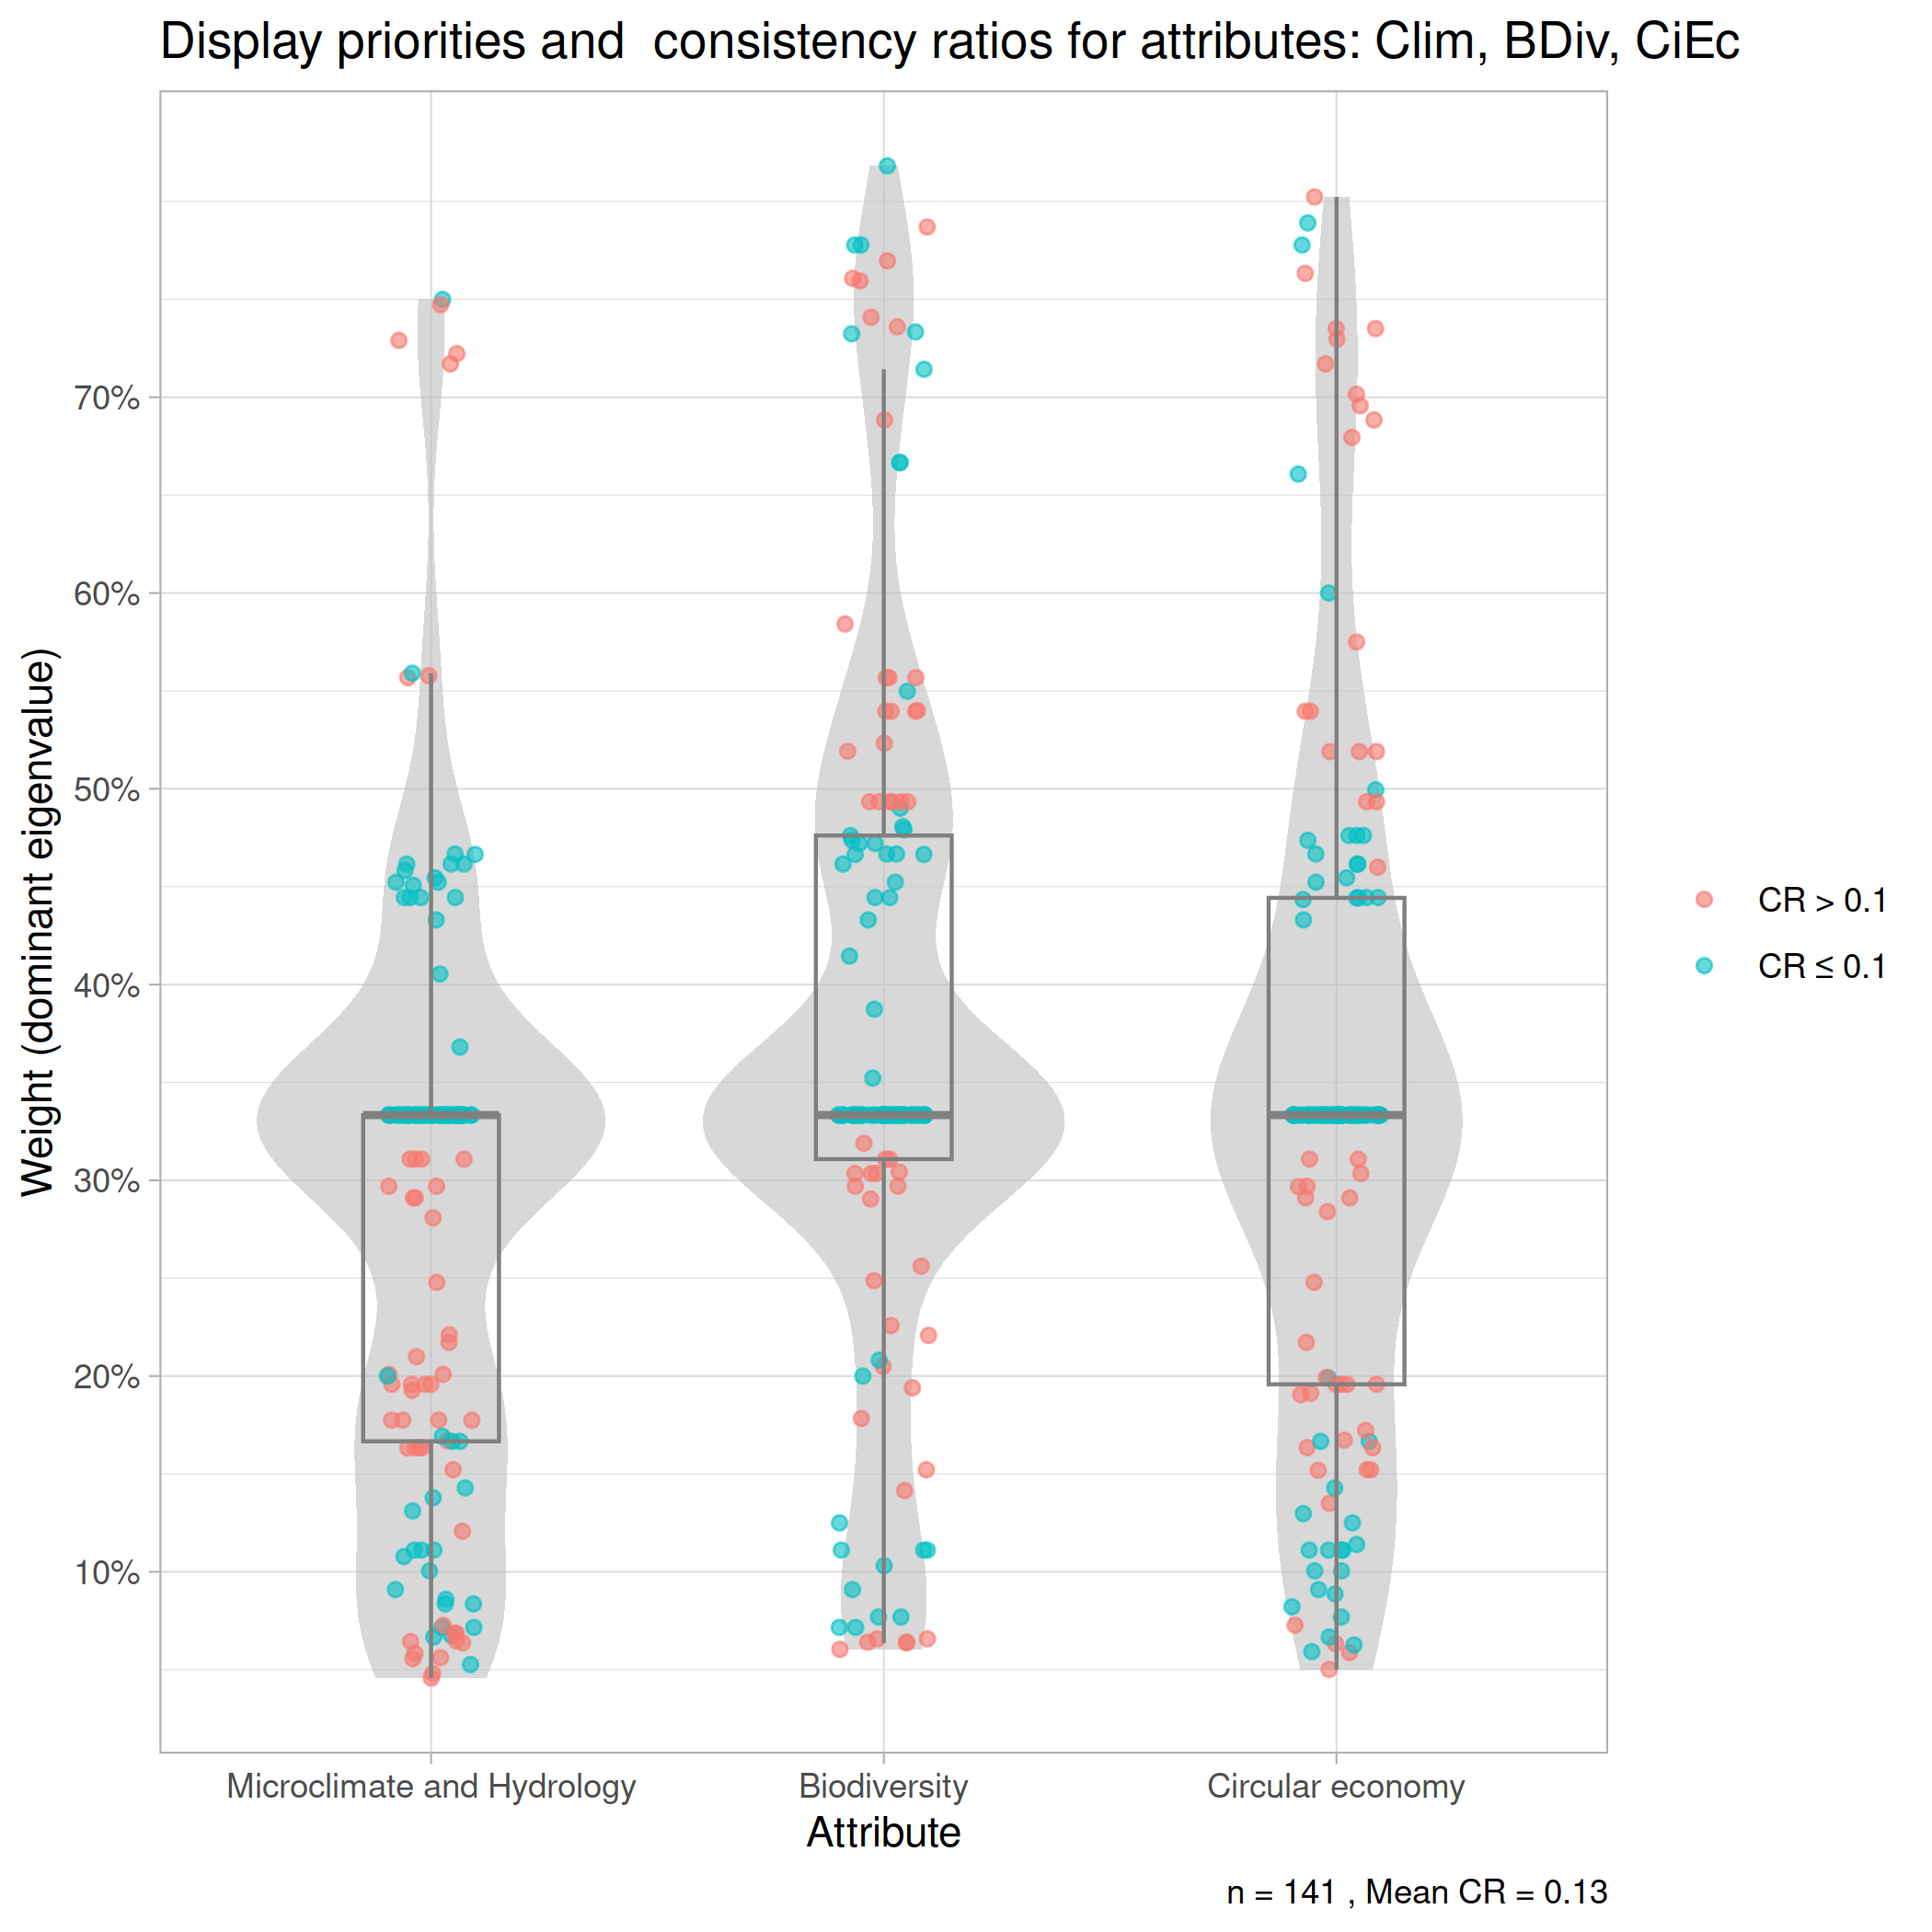 Display priorities and  consistency ratios for attributes: Clim, BDiv, CiEc
Weight (dominant eigenvalue)
70%
60%
50%
40%
30%
20%
10%
CR > 0.1
CR ≤ 0.1
Microclimate and Hydrology
Biodiversity
Circular economy
Attribute
n = 141 , Mean CR = 0.13